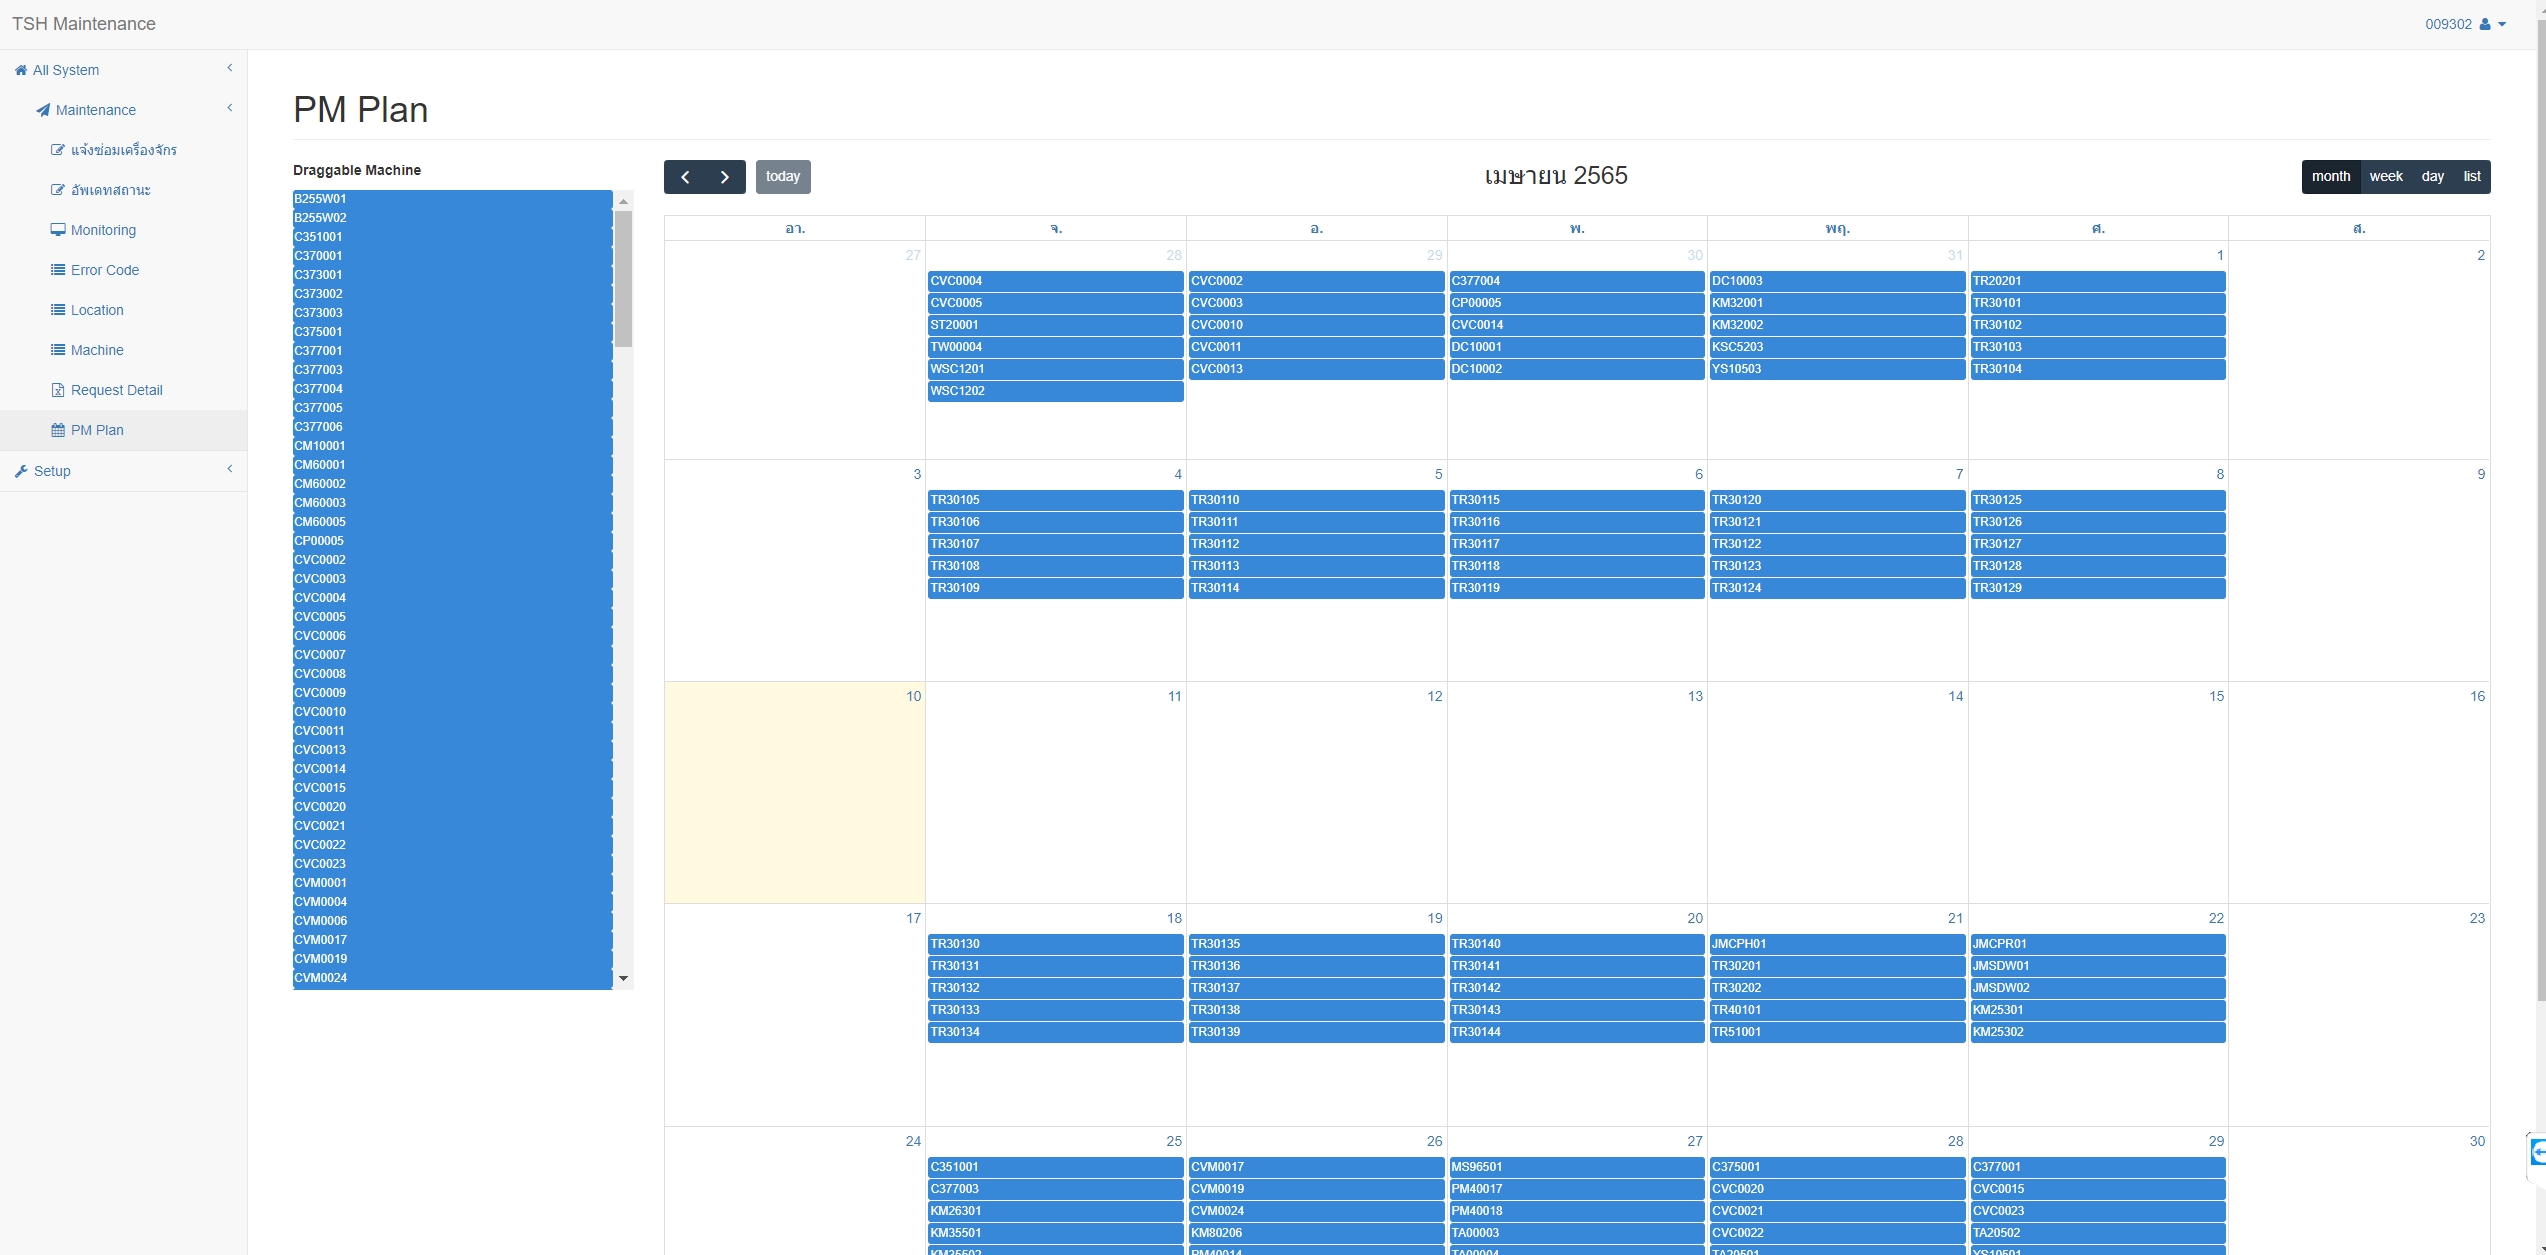 TSH Maintenance
009302
All System
Maintenance
แจ้งซ่อมเครื่องจักร
อัพเดทสถานะ
Monitoring
Error Code
Location
Machine
Request Detail
PM Plan
Setup
PM Plan
Draggable Machine
B255W01
B255W02
C351001
C370001
C373001
C373002
C373003
C375001
C377001
C377003
C377004
C377005
C377006
CM10001
CM60001
CM60002
CM60003
CM60005
CP00005
CVC0002
CVC0003
CVC0004
CVC0005
CVC0006
CVC0007
CVC0008
CVC0009
CVC0010
CVC0011
CVC0013
CVC0014
CVC0015
CVC0020
CVC0021
CVC0022
CVC0023
CVM0001
CVM0004
CVM0006
CVM0017
CVM0019
CVM0024
today
เมษายน 2565
month week day list
อา. จ. อ. พ. พฤ. ศ. ส.
27 28 29 30 31 1 2
CVC0004 CVC0002 C377004 DC10003 TR20201
CVC0005 CVC0003 CP00005 KM32001 TR30101
ST20001 CVC0010 CVC0014 KM32002 TR30102
TW00004 CVC0011 DC10001 KSC5203 TR30103
WSC1201 CVC0013 DC10002 YS10503 TR30104
WSC1202
3 4 5 6 7 8 9
TR30105 TR30110 TR30115 TR30120 TR30125
TR30106 TR30111 TR30116 TR30121 TR30126
TR30107 TR30112 TR30117 TR30122 TR30127
TR30108 TR30113 TR30118 TR30123 TR30128
TR30109 TR30114 TR30119 TR30124 TR30129
10 11 12 13 14 15 16
17 18 19 20 21 22 23
TR30130 TR30135 TR30140 JMCPH01 JMCPR01
TR30131 TR30136 TR30141 TR30201 JMSDW01
TR30132 TR30137 TR30142 TR30202 JMSDW02
TR30133 TR30138 TR30143 TR40101 KM25301
TR30134 TR30139 TR30144 TR51001 KM25302
24 25 26 27 28 29 30
C351001 CVM0017 MS96501 C375001 C377001
C377003 CVM0019 PM40017 CVC0020 CVC0015
KM26301 CVM0024 PM40018 CVC0021 CVC0023
KM35501 KM80206 TA00003 CVC0022 TA20502
KM35502 PM40014 TA00004 TA20501 YS10501